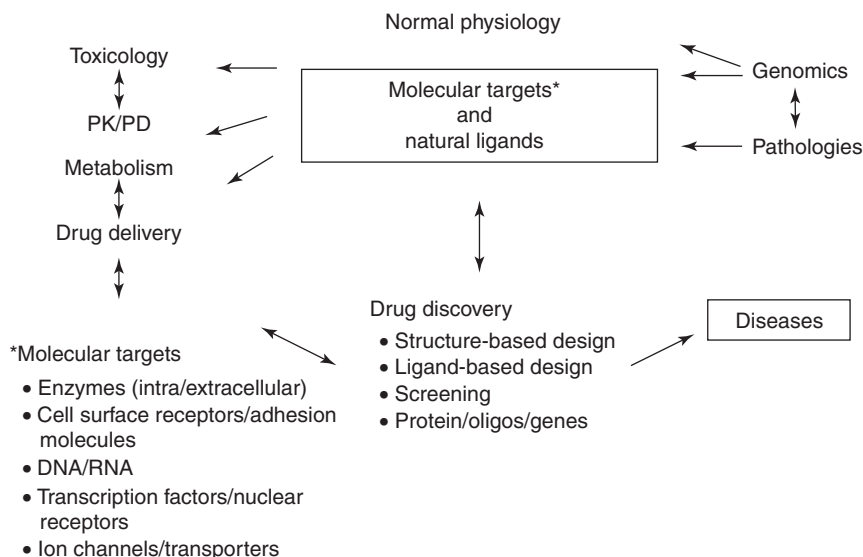 Normal physiology
Toxicology
PK/PD
Metabolism
Drug delivery
Molecular targets*
and
natural ligands
Genomics
Pathologies
Drug discovery
• Structure-based design
• Ligand-based design
• Screening
• Protein/oligos/genes
Diseases
*Molecular targets
• Enzymes (intra/extracellular)
• Cell surface receptors/adhesion
molecules
• DNA/RNA
• Transcription factors/nuclear
receptors
• Ion channels/transporters